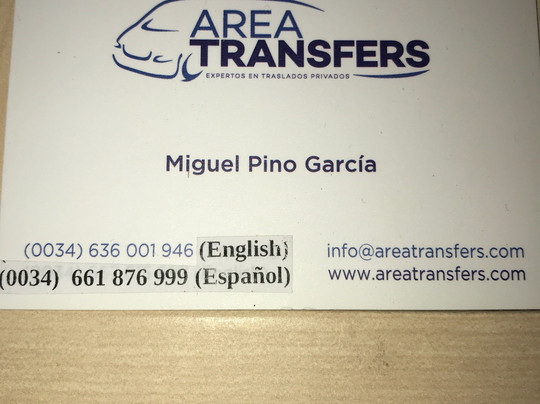 AREA
TRANSFERS
EXPERTOS EN TRASLADOS PRIVADOS
Miguel Pino García
(0034) 636 001 946 (English)
(0034) 661 876 999 (Español)
info@areatransfers.com
www.areatransfers.com